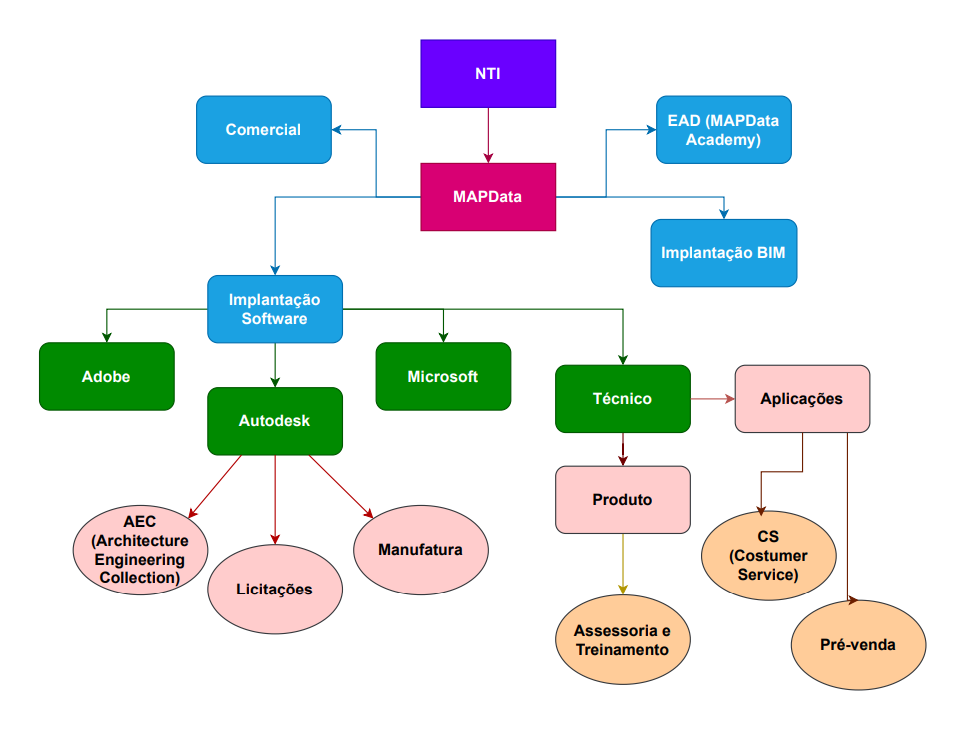 NTI
Comercial
EAD (MAPData
Academy)
MAPData
Implantação BIM
Implantação
Software
Adobe
Microsoft
Técnico
Aplicações
Autodesk
Produto
AEC
(Architecture
Engineering
Collection)
Licitações
Manufatura
CS
(Costumer
Service)
Assessoria e
Treinamento
Pré-venda